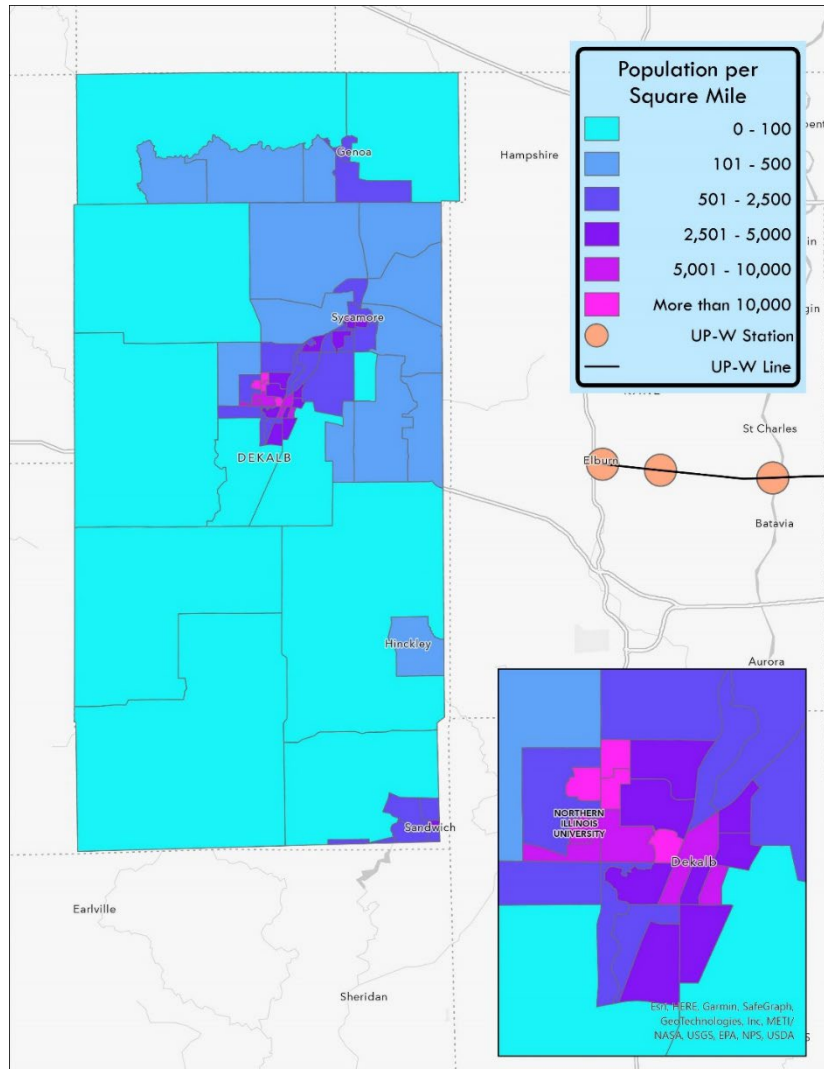 Population per
Square Mile
0 - 100
101 - 500
501 - 2,500
2,501 - 5,000
5,001 - 10,000
More than 10,000
UP-W Station
UP-W Line
Genoa
Hampshire
Sycamore
St Charles
DEKALB
Elburn
Batavia
Hinckley
Aurora
Sandwich
Earlville
Sheridan
NORTHERN
ILLINOIS
UNIVERSITY
Dekalb
Esri, HERE, Garmin, SafeGraph,
GeoTechnologies, Inc, METI/
NASA, USGS, EPA, NPS, USDA